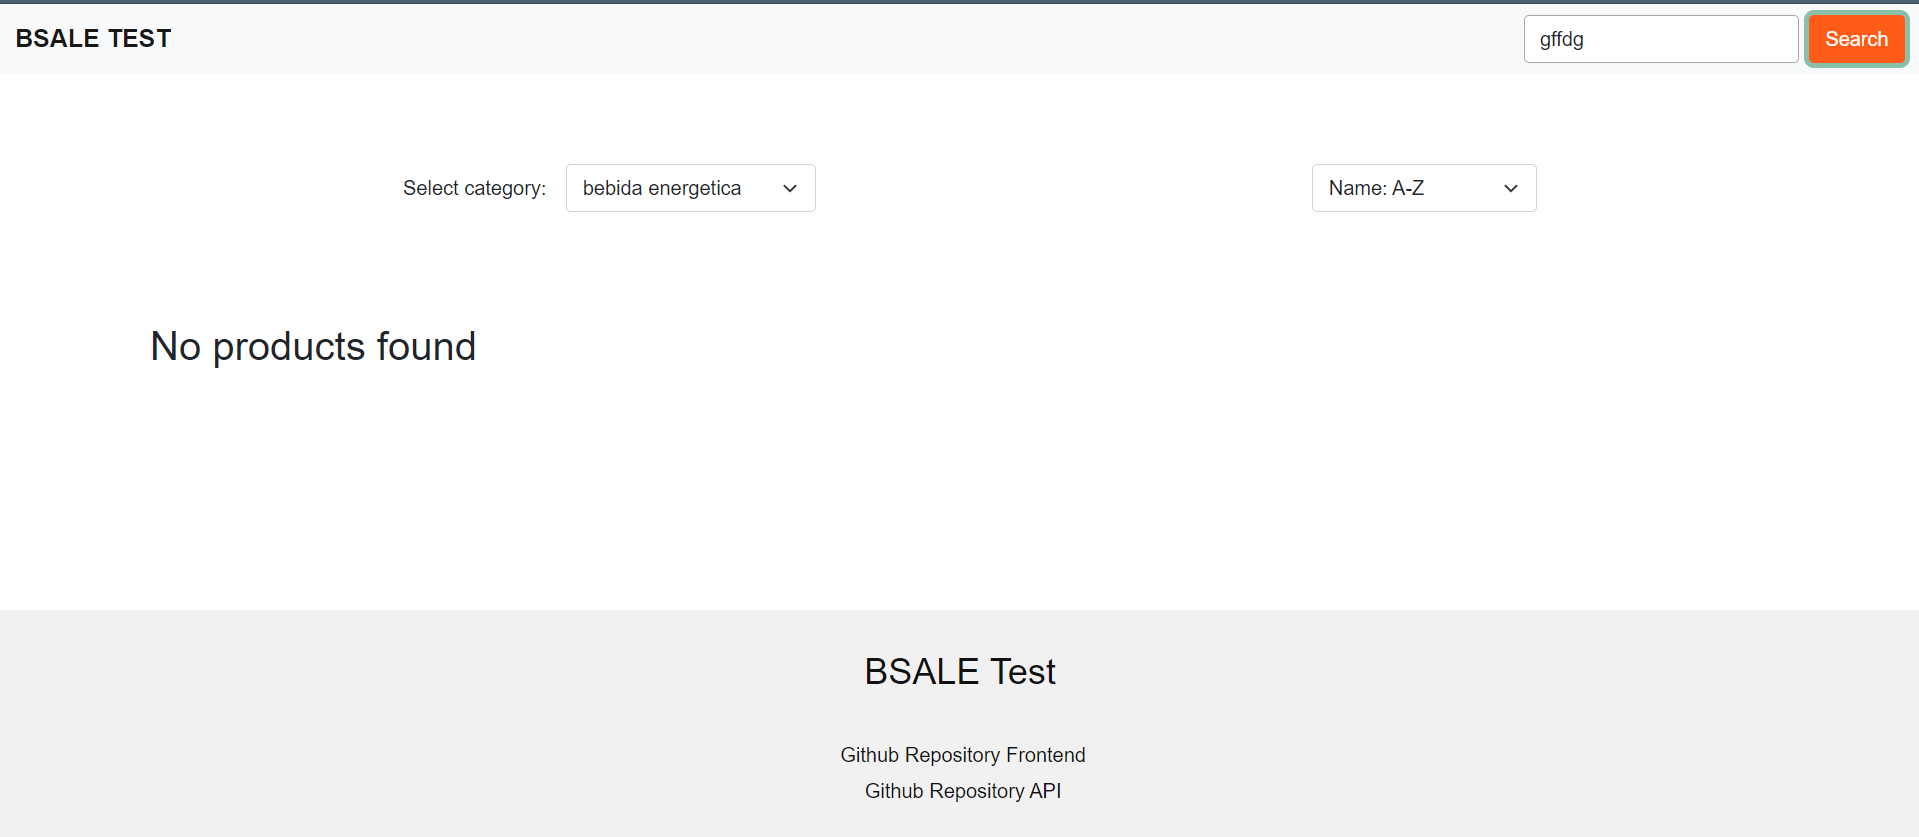 BSALE TEST
gffdg
Search
Select category:
bebida energetica
Name: A-Z
No products found
BSALE Test
Github Repository Frontend
Github Repository API